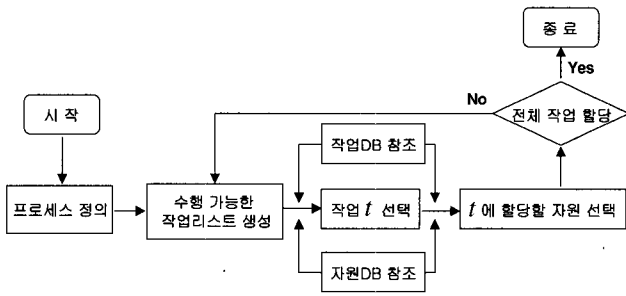 종 료
Yes
No
시 작
전체 작업 할당
작업DB 참조
프로세스 정의
수행 가능한
작업리스트 생성
작업 t 선택
t 에 할당할 자원 선택
자원DB 참조